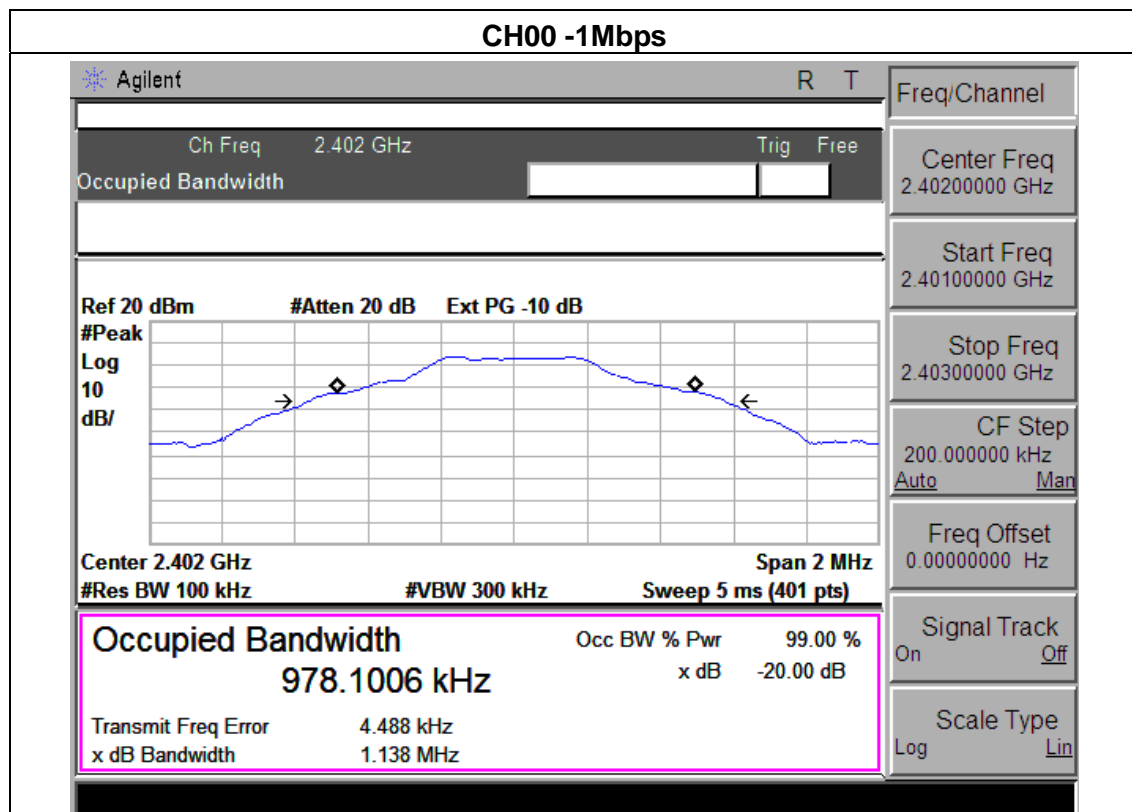 CH00 -1Mbps
Agilent R T
Ch Freq 2.402 GHz Trig Free
Occupied Bandwidth
Ref 20 dBm #Atten 20 dB Ext PG -10 dB
#Peak
Log
10
dB/
Center 2.402 GHz Span 2 MHz
#Res BW 100 kHz #VBW 300 kHz Sweep 5 ms (401 pts)
Occupied Bandwidth Occ BW % Pwr 99.00 %
978.1006 kHz x dB -20.00 dB
Transmit Freq Error 4.488 kHz
x dB Bandwidth 1.138 MHz
Freq/Channel
Center Freq
2.40200000 GHz
Start Freq
2.40100000 GHz
Stop Freq
2.40300000 GHz
CF Step
200.000000 kHz
Auto Man
Freq Offset
0.00000000 Hz
Signal Track
On Off
Scale Type
Log Lin